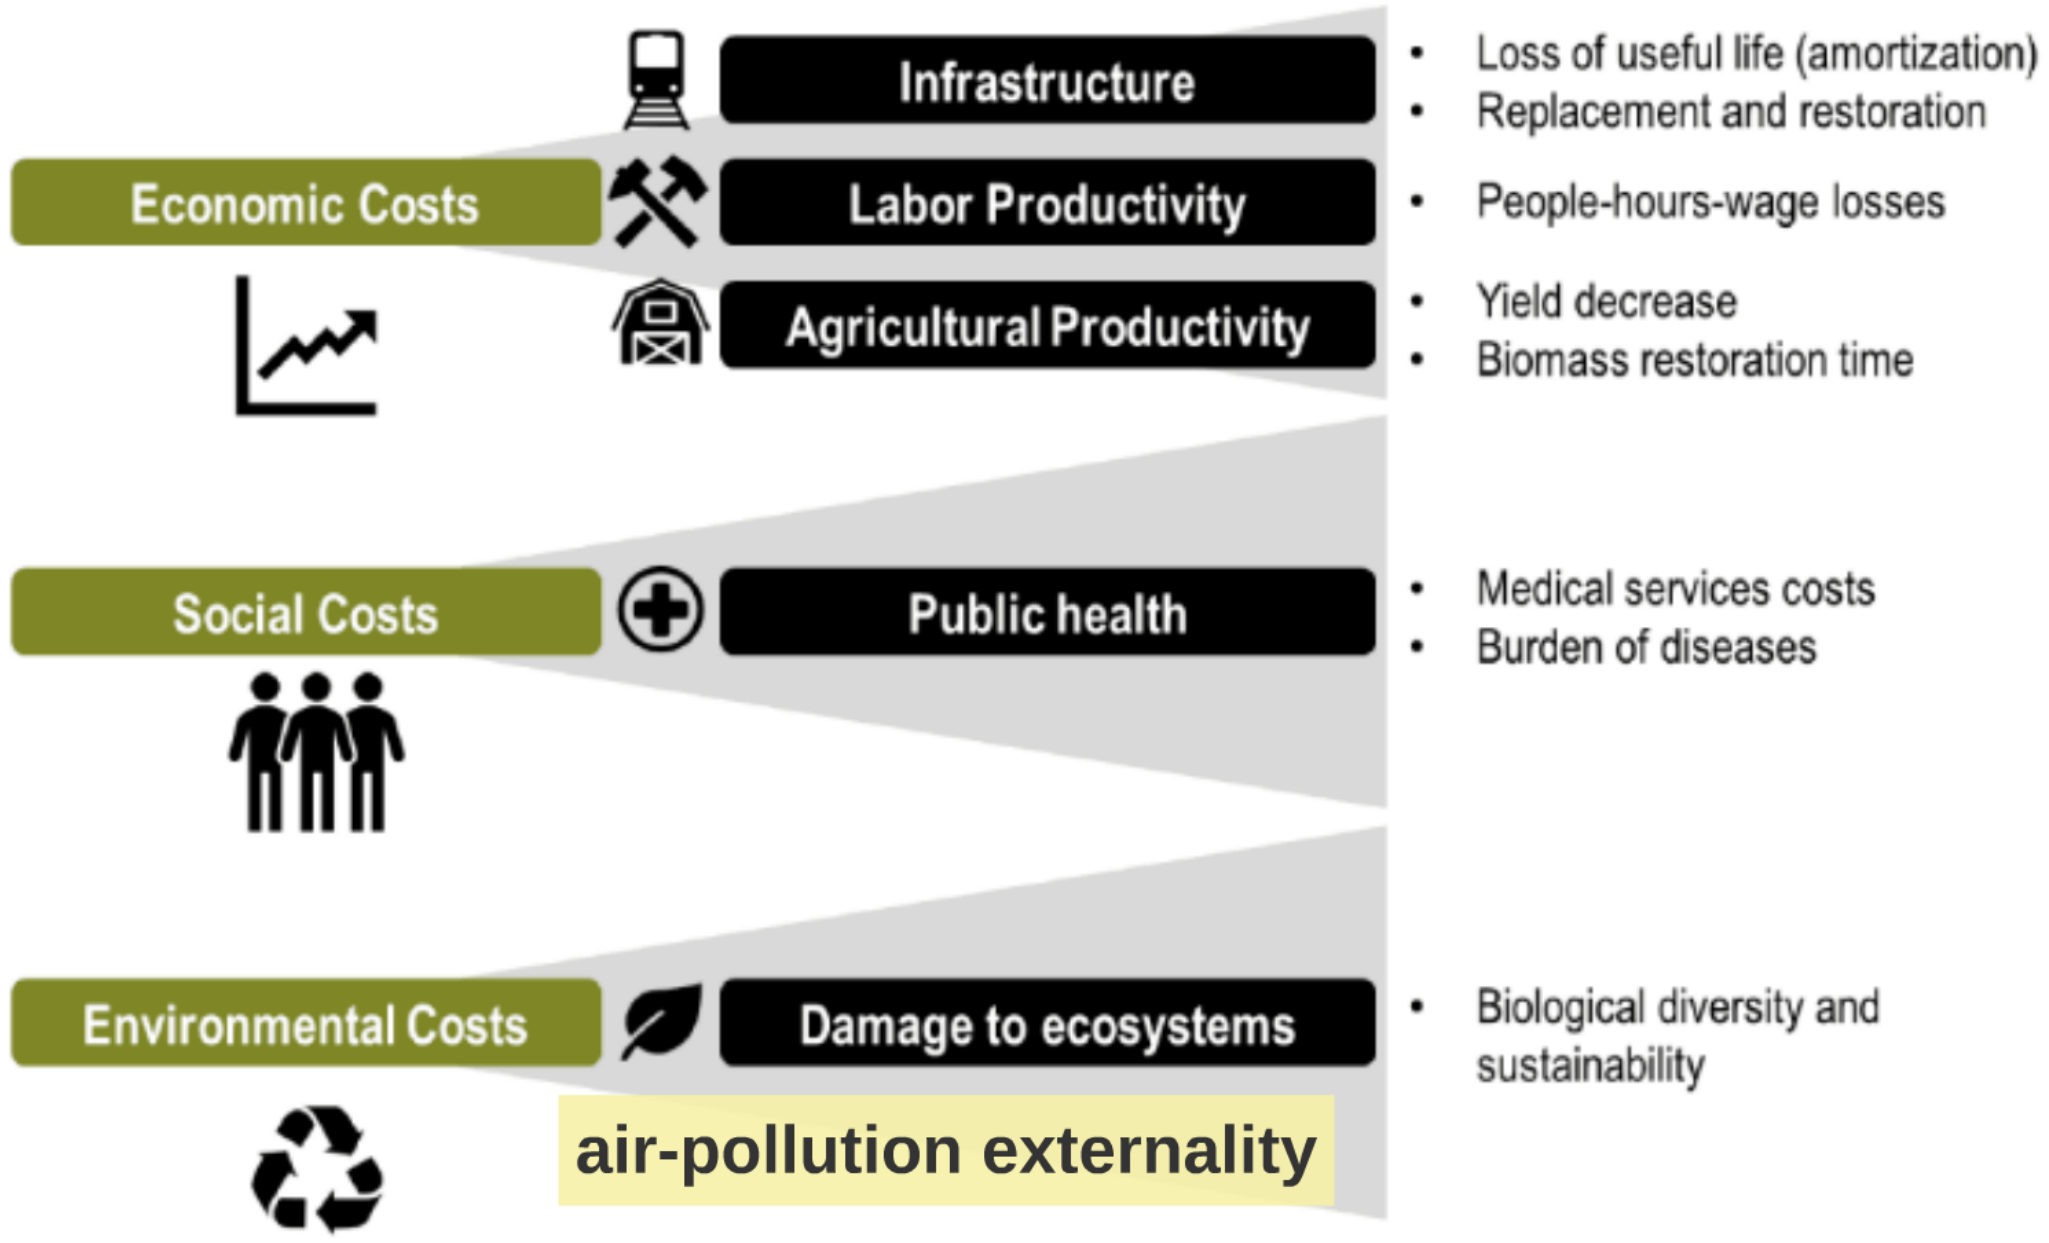 Infrastructure
• Loss of useful life (amortization)
• Replacement and restoration
Economic Costs
Labor Productivity
• People-hours-wage losses
Agricultural Productivity
• Yield decrease
• Biomass restoration time
Social Costs
Public health
• Medical services costs
• Burden of diseases
Environmental Costs
Damage to ecosystems
• Biological diversity and
sustainability
air-pollution externality